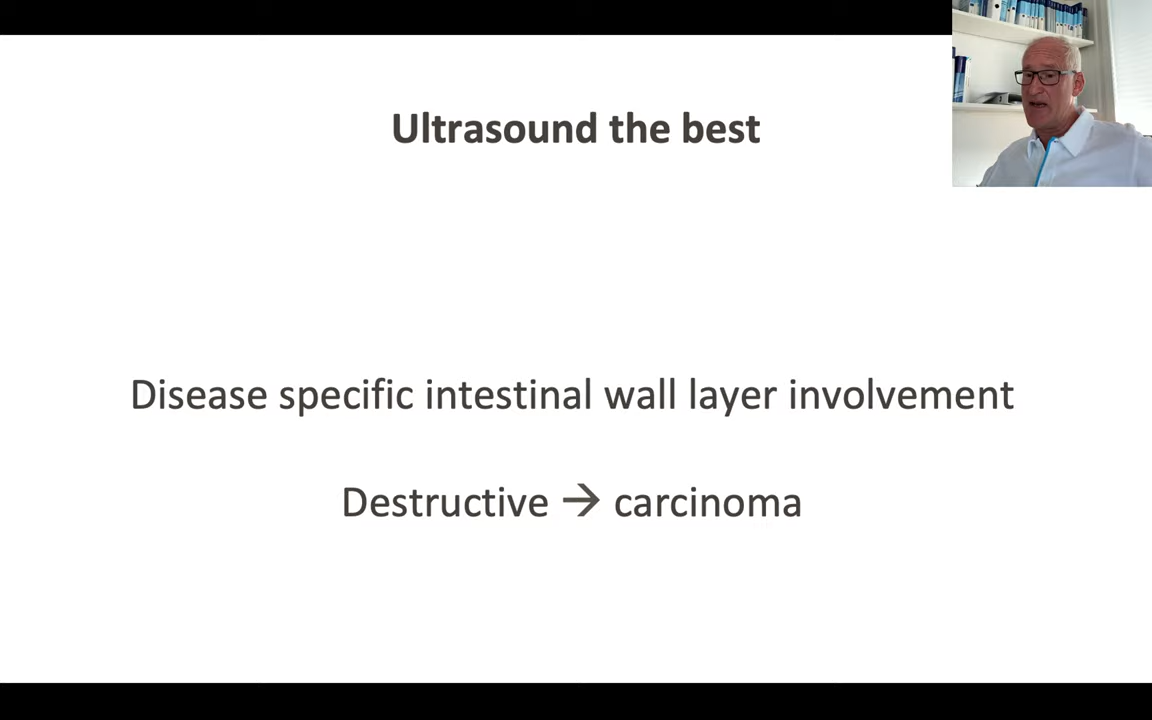 Ultrasound the best
Disease specific intestinal wall layer involvement
Destructive → carcinoma